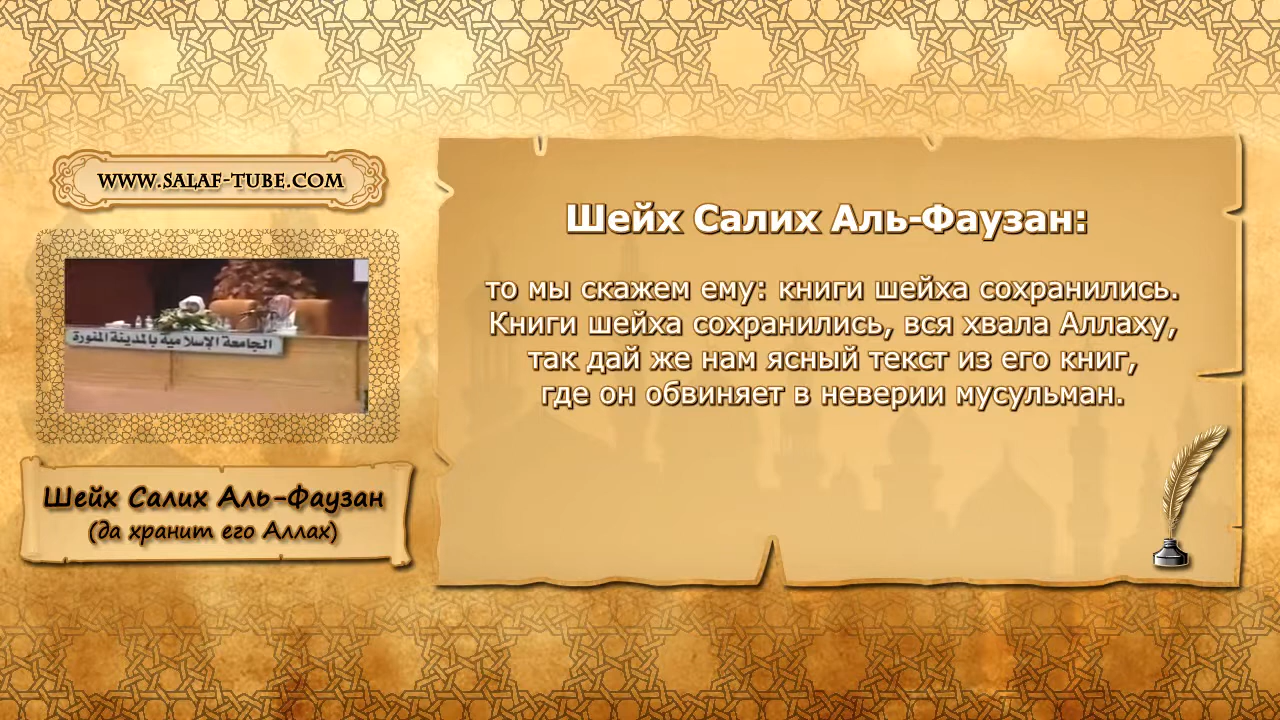 WWW.SALAF-TUBE.COM
الجامعة الإسلامية بالمدينة المنورة
Шейх Салих Аль-Фаузан
(да хранит его Аллах)
Шейх Салих Аль-Фаузан:
то мы скажем ему: книги шейха сохранились.
Книги шейха сохранились, вся хвала Аллаху,
так дай же нам ясный текст из его книг,
где он обвиняет в неверии мусульман.